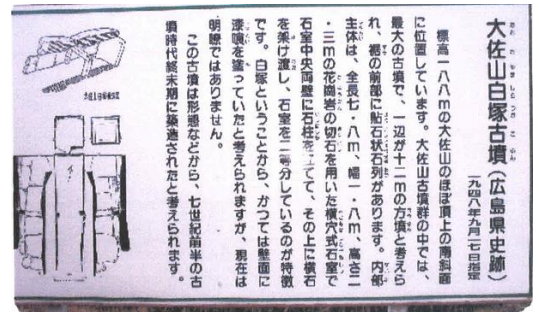 大佐山白塚古墳(広島県史跡)
一九四八年九月一七日指定
標高一八八mの大佐山のほぼ頂上の南斜面
に位置しています。大佐山古墳群の中では、
最大の古墳で、一辺が十二mの方墳と考えら
れ、裾の前部に貼石状石列があります。内部
主体は、全長七・八m、幅一・八m、高さ二
・三mの花崗岩の切石を用いた横穴式石室で
石室中央両壁に石柱を立てて、その上に横石
を架け渡し、石室を二等分しているのが特徴
です。白塚ということから、かつては壁面に
漆喰を塗っていたと考えられますが、現在は
明瞭ではありません。
この古墳は形態などから、七世紀前半の古
墳時代終末期に築造されたと考えられます。